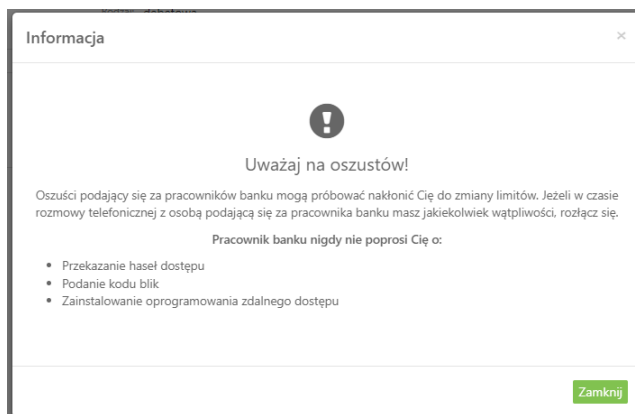 debetowa
Informacja
×
Uważaj na oszustów!
Oszuści podający się za pracowników banku mogą próbować nakłonić Cię do zmiany limitów. Jeżeli w czasie
rozmowy telefonicznej z osobą podającą się za pracownika banku masz jakiekolwiek wątpliwości, rozłącz się.
Pracownik banku nigdy nie poprosi Cię o:
• Przekazanie haseł dostępu
• Podanie kodu blik
• Zainstalowanie oprogramowania zdalnego dostępu
Zamknij